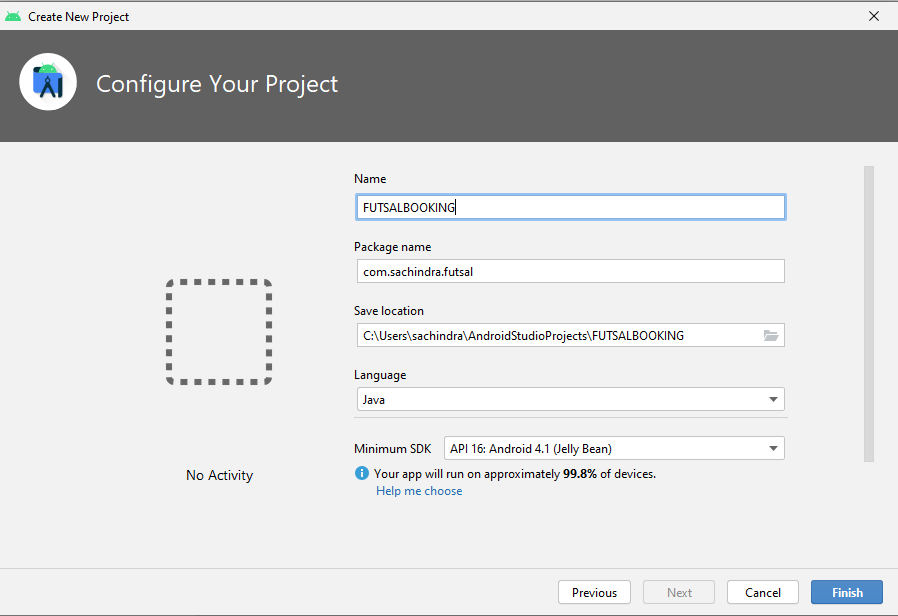 Create New Project
Configure Your Project
Name
FUTSALBOOKING
Package name
com.sachindra.futsal
Save location
C:\Users\sachindra\AndroidStudioProjects\FUTSALBOOKING
Language
Java
Minimum SDK API 16: Android 4.1 (Jelly Bean)
Your app will run on approximately 99.8% of devices.
Help me choose
No Activity
Previous Next Cancel Finish